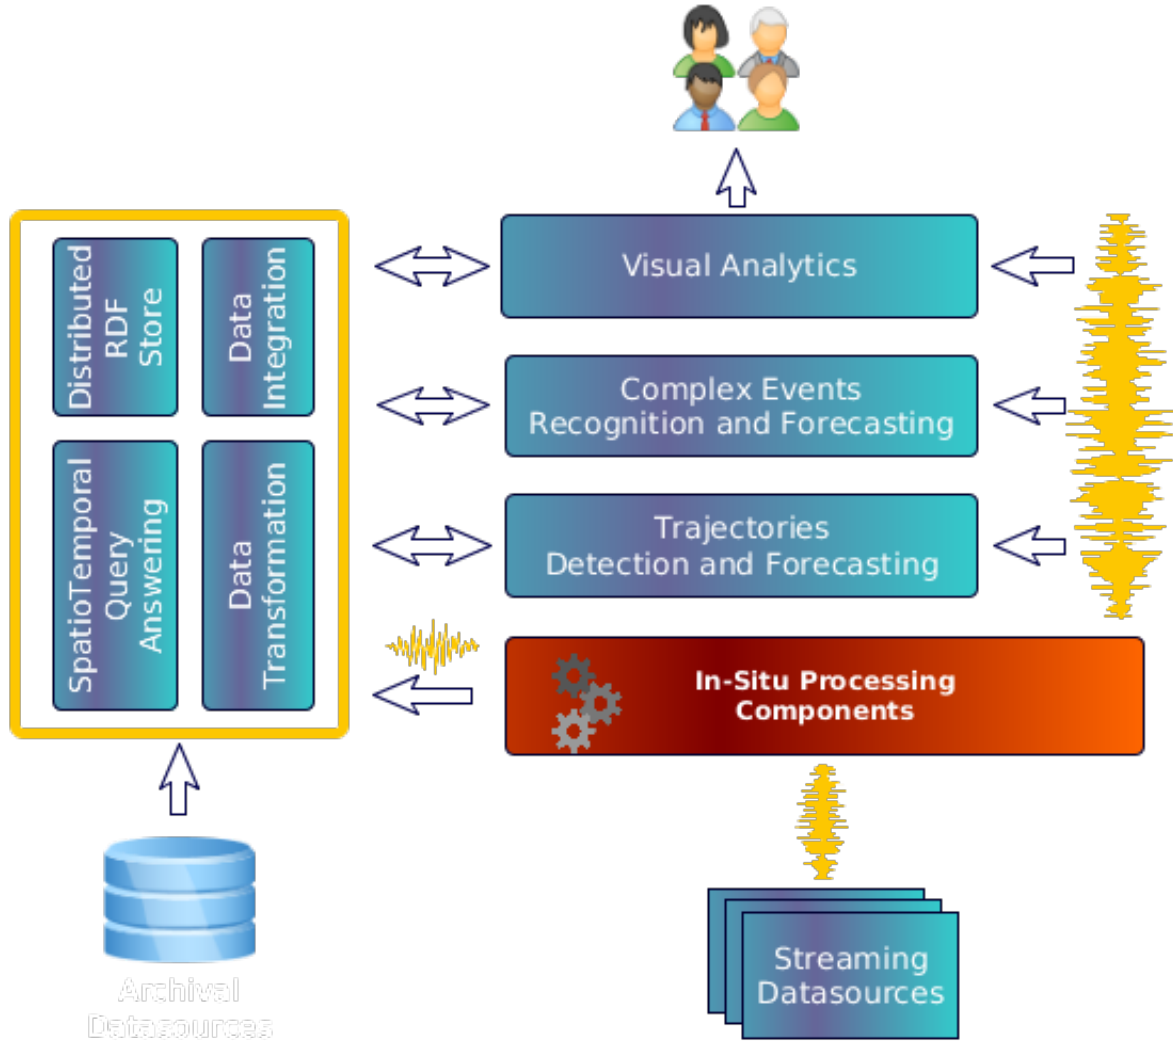 Visual Analytics
Complex Events
Recognition and Forecasting
Trajectories
Detection and Forecasting
In-Situ Processing
Components
Distributed
RDF
Store
Data
Integration
SpatioTemporal
Query
Answering
Data
Transformation
Archival
Datasources
Streaming
Datasources